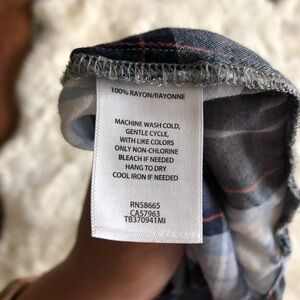 100% RAYON/RAYONNE
MACHINE WASH COLD,
GENTLE CYCLE,
WITH LIKE COLORS
ONLY NON-CHLORINE
BLEACH IF NEEDED
HANG TO DRY
COOL IRON IF NEEDED
RN58665
CA57963
TB370941MI